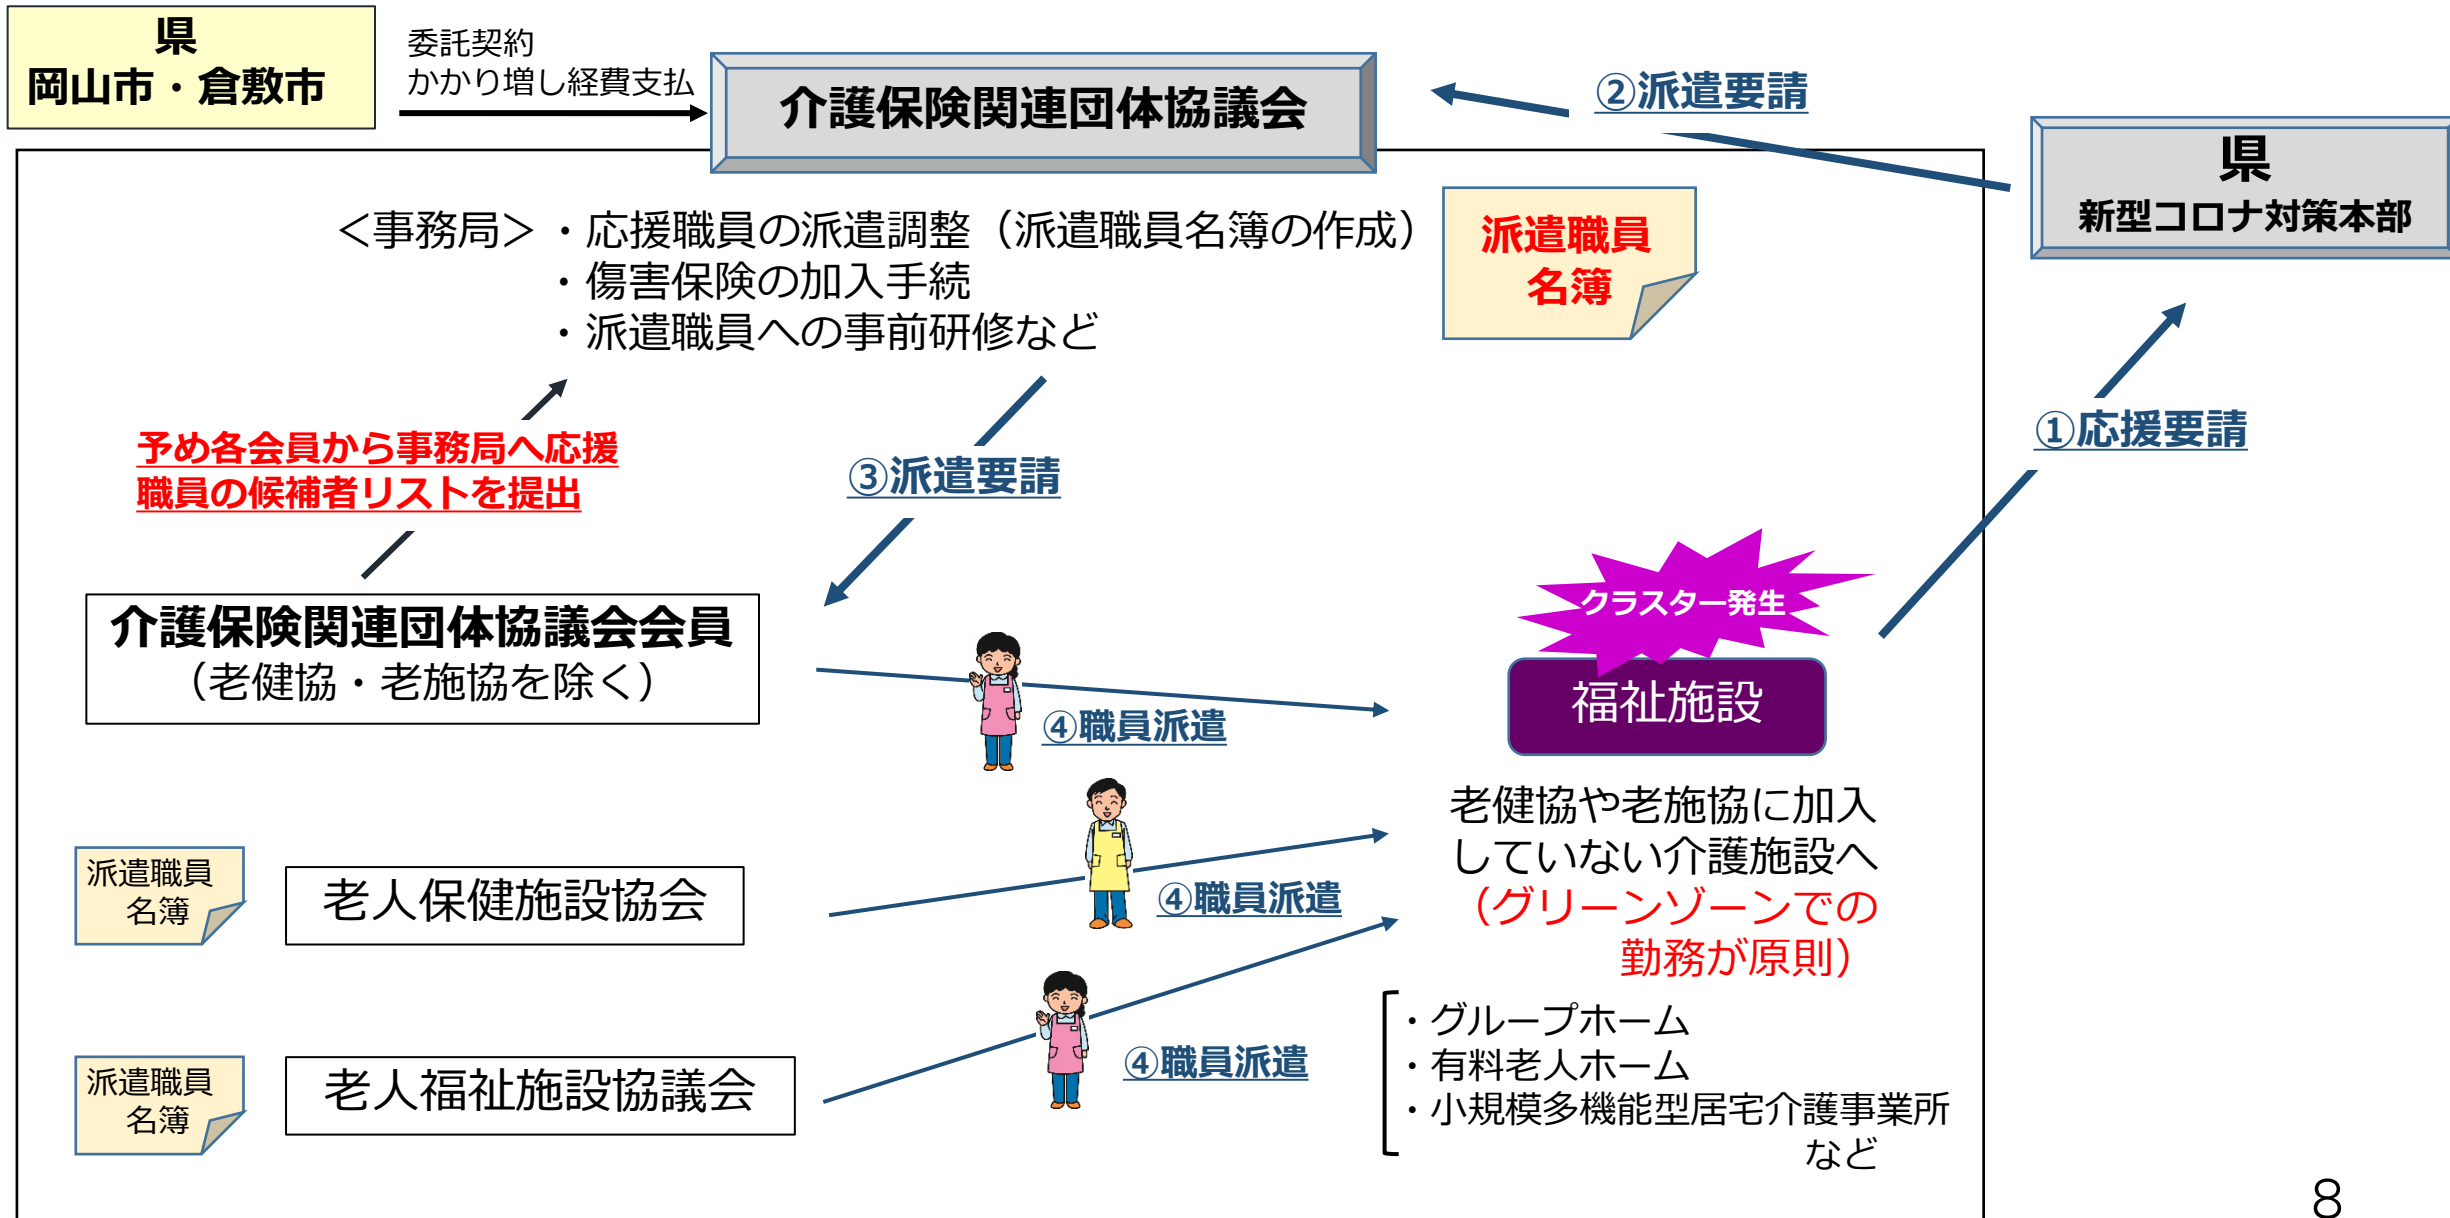 県
岡山市・倉敷市
委託契約
かかり増し経費支払
介護保険関連団体協議会
②派遣要請
県
新型コロナ対策本部
＜事務局＞・応援職員の派遣調整（派遣職員名簿の作成）
・傷害保険の加入手続
・派遣職員への事前研修など
派遣職員
名簿
予め各会員から事務局へ応援
職員の候補者リストを提出
③派遣要請
①応援要請
クラスター発生
介護保険関連団体協議会会員
（老健協・老施協を除く）
④職員派遣
福祉施設
老健協や老施協に加入
していない介護施設へ
（グリーンゾーンでの
勤務が原則）
派遣職員
名簿
老人保健施設協会
④職員派遣
・グループホーム
・有料老人ホーム
・小規模多機能型居宅介護事業所
など
派遣職員
名簿
老人福祉施設協議会
④職員派遣
8